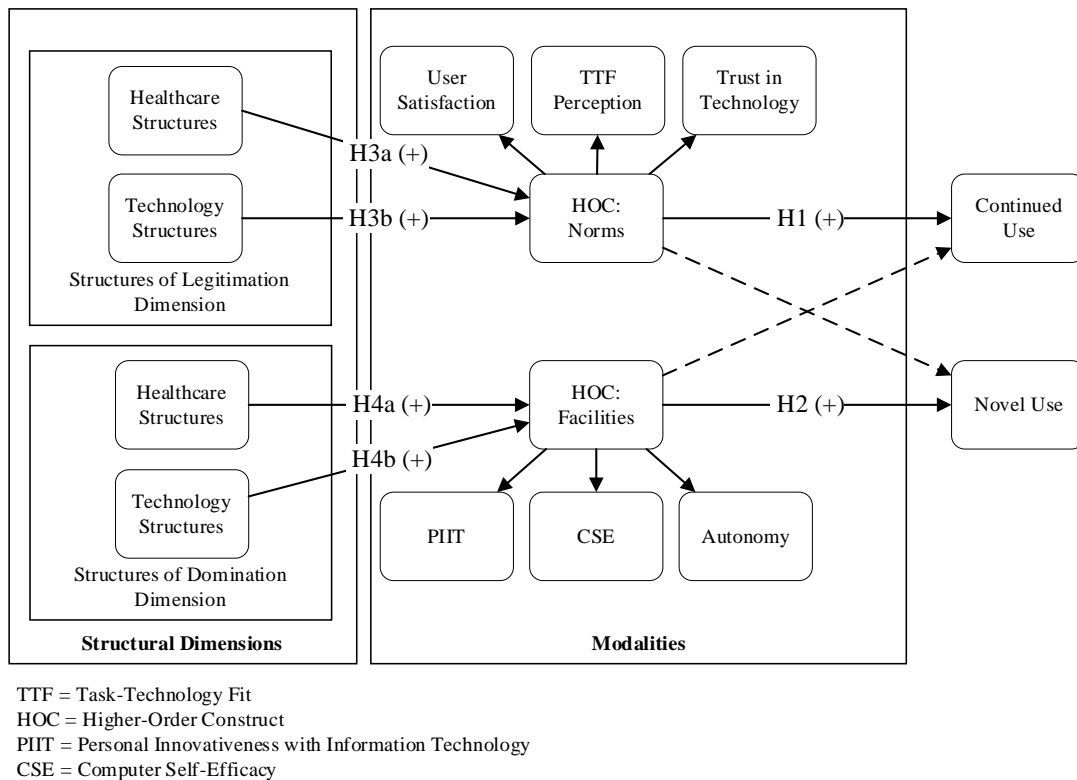 Healthcare
Structures
H3a (+)
Technology
Structures
H3b (+)
Structures of Legitimation
Dimension
Healthcare
Structures
H4a (+)
H4b (+)
Technology
Structures
Structures of Domination
Dimension
Structural Dimensions
User
Satisfaction
TTF
Perception
Trust in
Technology
HOC:
Norms
H1 (+)
HOC:
Facilities
H2 (+)
PIIT
CSE
Autonomy
Modalities
Continued
Use
Novel Use
TTF = Task-Technology Fit
HOC = Higher-Order Construct
PIIT = Personal Innovativeness with Information Technology
CSE = Computer Self-Efficacy